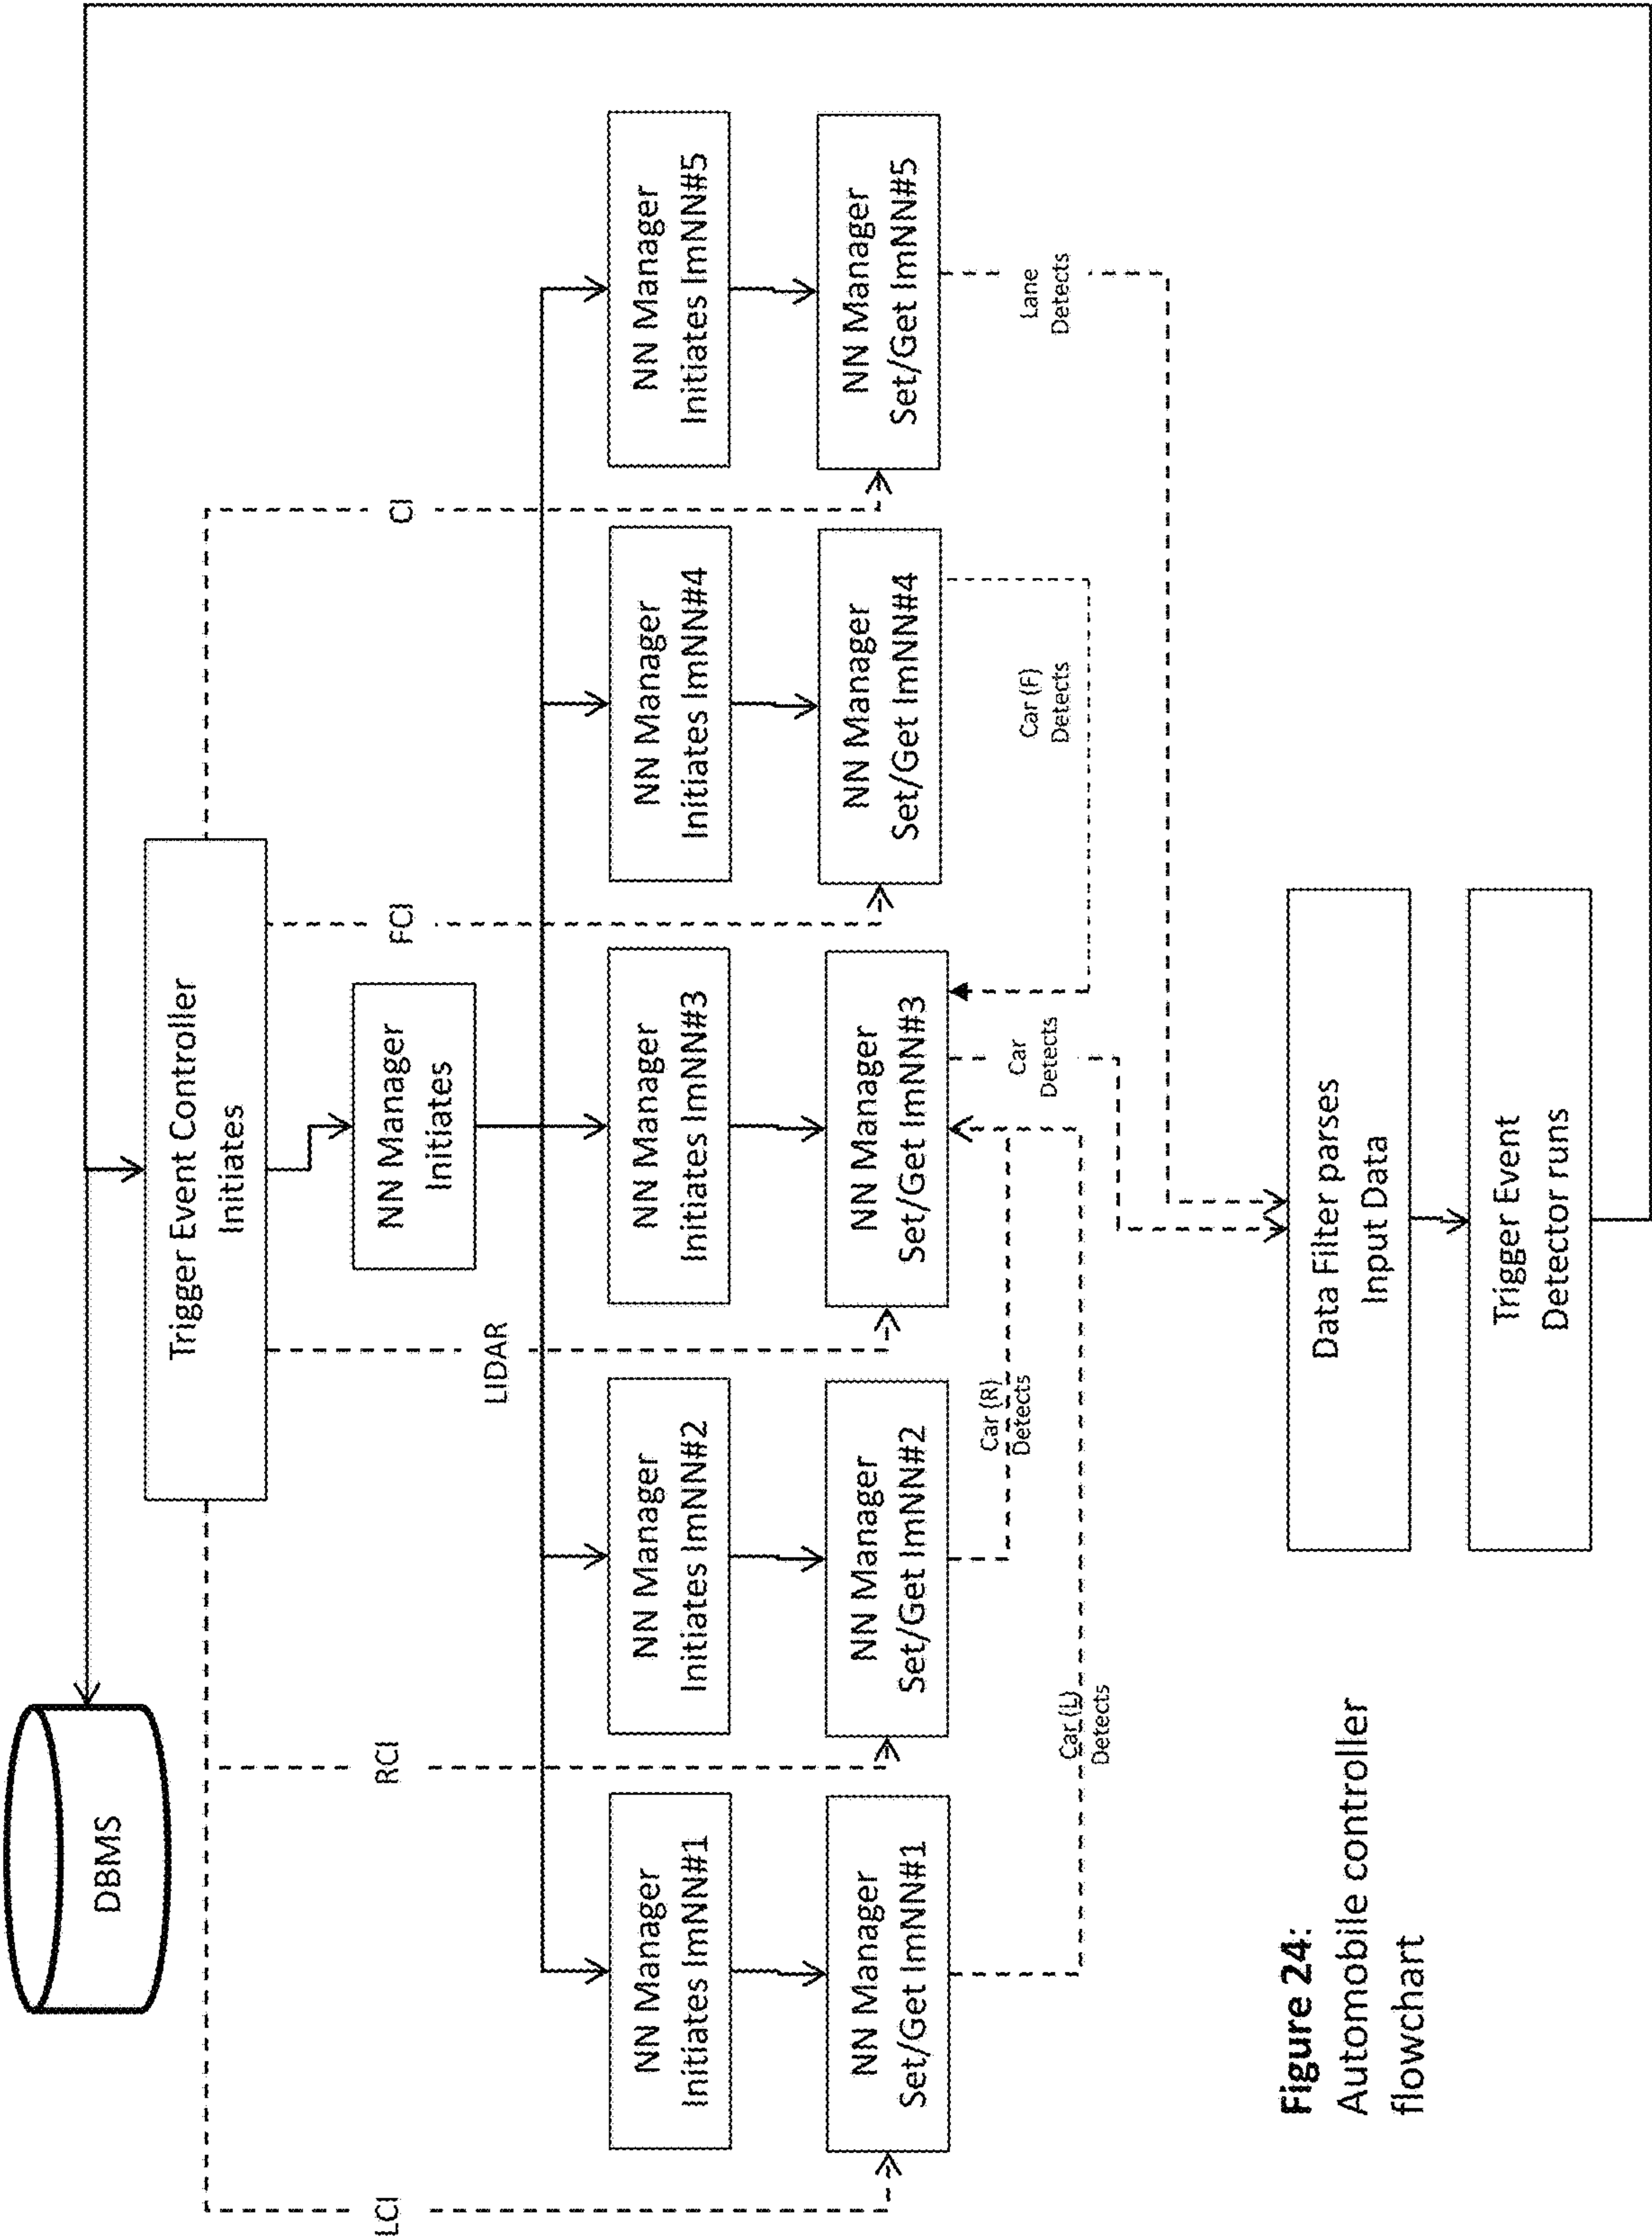 DBMS
Trigger Event Controller
Initiates
NN Manager
Initiates
LCI
RCI
LIDAR
FCI
CI
NN Manager
Initiates ImNN#1
NN Manager
Initiates ImNN#2
NN Manager
Initiates ImNN#3
NN Manager
Initiates ImNN#4
NN Manager
Initiates ImNN#5
NN Manager
Set/Get ImNN#1
NN Manager
Set/Get ImNN#2
NN Manager
Set/Get ImNN#3
NN Manager
Set/Get ImNN#4
NN Manager
Set/Get ImNN#5
Car (L)
Detects
Car (R)
Detects
Car
Detects
Car (F)
Detects
Lane
Detects
Data Filter parses
Input Data
Trigger Event
Detector runs
Figure 24:
Automobile controller
flowchart